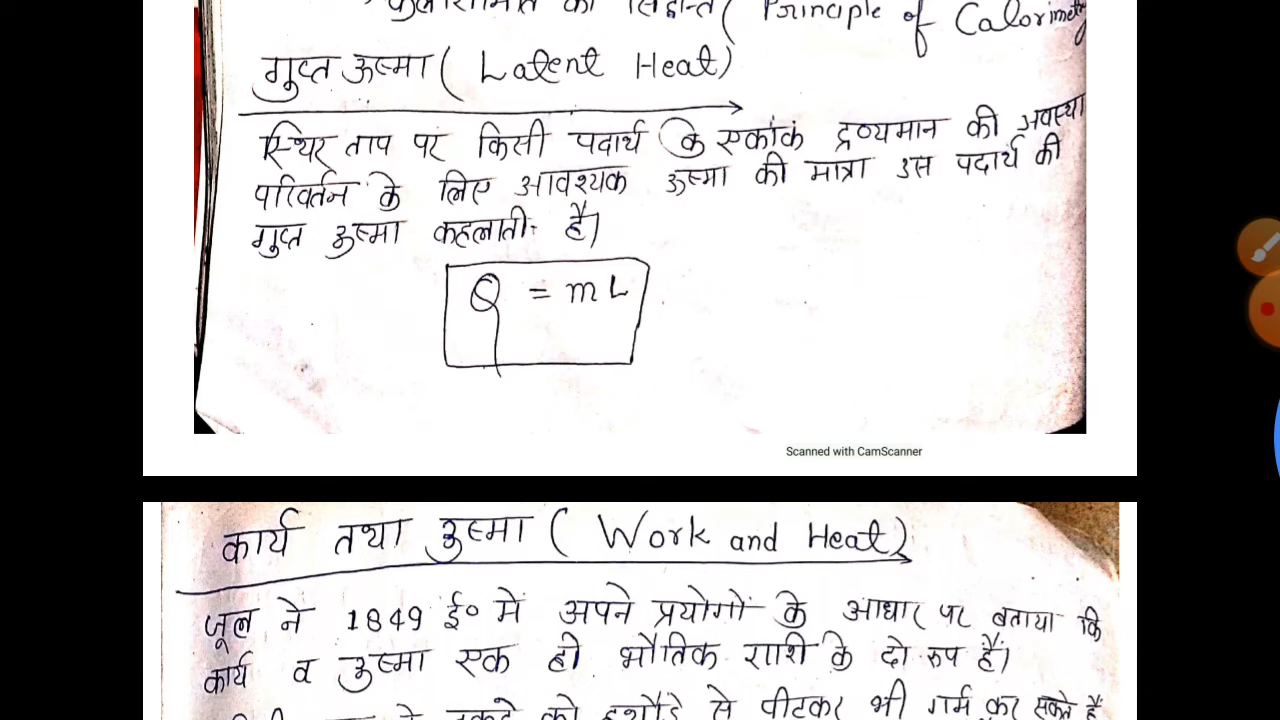 का सिद्धान्त ( Principle of Calorimetry
गुप्त ऊष्मा ( Latent Heat )
स्थिर ताप पर किसी पदार्थ के एकांक द्रव्यमान की अवस्था
परिवर्तन के लिए आवश्यक ऊष्मा की मात्रा उस पदार्थ की
गुप्त ऊष्मा कहलाती है।
Q = mL
Scanned with CamScanner
कार्य तथा ऊष्मा ( Work and Heat )
जूल ने 1849 ई० में अपने प्रयोगों के आधार पर बताया कि
कार्य व ऊष्मा एक ही भौतिक राशि के दो रूप हैं।
को हथौड़े से पीटकर भी गर्म कर सकते हैं